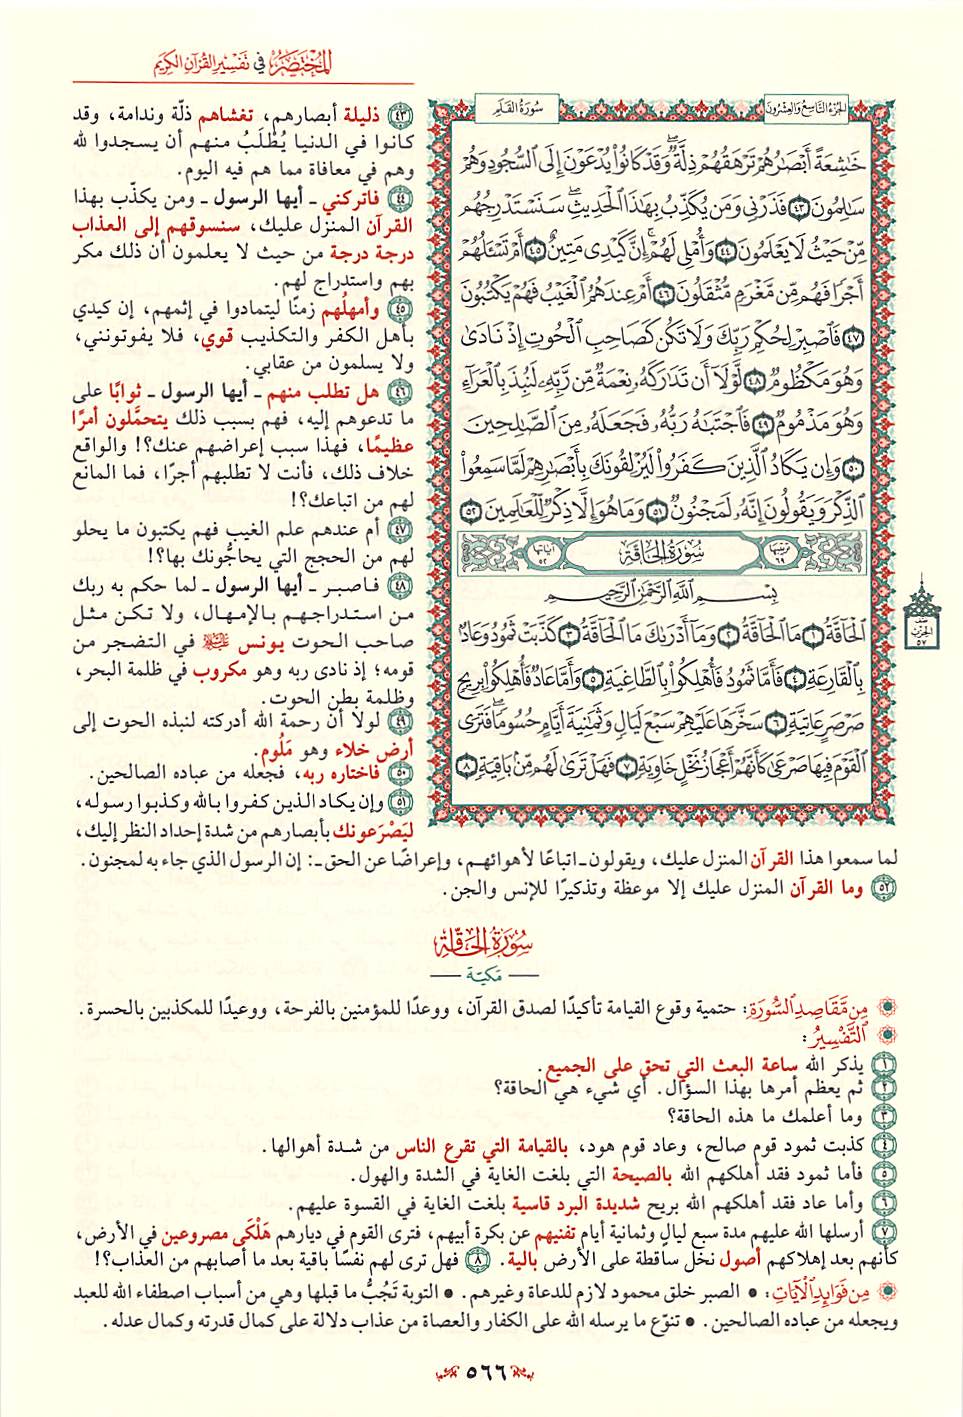 المختصر في تفسير القرآن الكريم
الجزء التاسع والعشرون
سورة القلم
خَٰشِعَةً أَبْصَٰرُهُمْ تَرْهَقُهُمْ ذِلَّةٌ ۖ وَقَدْ كَانُوا۟ يُدْعَوْنَ إِلَى ٱلسُّجُودِ وَهُمْ
سَٰلِمُونَ ٤٣ فَذَرْنِى وَمَن يُكَذِّبُ بِهَٰذَا ٱلْحَدِيثِ ۖ سَنَسْتَدْرِجُهُم
مِّنْ حَيْثُ لَا يَعْلَمُونَ ٤٤ وَأُمْلِى لَهُمْ ۚ إِنَّ كَيْدِى مَتِينٌ ٤٥ أَمْ تَسْـَٔلُهُمْ
أَجْرًا فَهُم مِّن مَّغْرَمٍ مُّثْقَلُونَ ٤٦ أَمْ عِندَهُمُ ٱلْغَيْبُ فَهُمْ يَكْتُبُونَ
٤٧ فَٱصْبِرْ لِحُكْمِ رَبِّكَ وَلَا تَكُن كَصَاحِبِ ٱلْحُوتِ إِذْ نَادَىٰ
وَهُوَ مَكْظُومٌ ٤٨ لَّوْلَآ أَن تَدَٰرَكَهُۥ نِعْمَةٌ مِّن رَّبِّهِۦ لَنُبِذَ بِٱلْعَرَآءِ
وَهُوَ مَذْمُومٌ ٤٩ فَٱجْتَبَٰهُ رَبُّهُۥ فَجَعَلَهُۥ مِنَ ٱلصَّٰلِحِينَ
٥٠ وَإِن يَكَادُ ٱلَّذِينَ كَفَرُوا۟ لَيُزْلِقُونَكَ بِأَبْصَٰرِهِمْ لَمَّا سَمِعُوا۟
ٱلذِّكْرَ وَيَقُولُونَ إِنَّهُۥ لَمَجْنُونٌ ٥١ وَمَا هُوَ إِلَّا ذِكْرٌ لِّلْعَٰلَمِينَ ٥٢
ترتيبها ٦٩ سُورَةُ الحَاقَّةِ آياتها ٥٢
بِسْمِ ٱللَّهِ ٱلرَّحْمَٰنِ ٱلرَّحِيمِ
ٱلْحَآقَّةُ ١ مَا ٱلْحَآقَّةُ ٢ وَمَآ أَدْرَىٰكَ مَا ٱلْحَآقَّةُ ٣ كَذَّبَتْ ثَمُودُ وَعَادٌۢ
بِٱلْقَارِعَةِ ٤ فَأَمَّا ثَمُودُ فَأُهْلِكُوا۟ بِٱلطَّاغِيَةِ ٥ وَأَمَّا عَادٌ فَأُهْلِكُوا۟ بِرِيحٍ
صَرْصَرٍ عَاتِيَةٍ ٦ سَخَّرَهَا عَلَيْهِمْ سَبْعَ لَيَالٍ وَثَمَٰنِيَةَ أَيَّامٍ حُسُومًا ۖ فَتَرَى
ٱلْقَوْمَ فِيهَا صَرْعَىٰ كَأَنَّهُمْ أَعْجَازُ نَخْلٍ خَاوِيَةٍ ٧ فَهَلْ تَرَىٰ لَهُم مِّنۢ بَاقِيَةٍ ٨
نصف
الحزب
٥٧
٤٣ ذليلة أبصارهم، تغشاهم ذلّة وندامة، وقد
كانوا في الدنيا يُطْلَبُ منهم أن يسجدوا لله
وهم في معافاة مما هم فيه اليوم.
٤٤ فاتركني ـ أيها الرسول ـ ومن يكذّب بهذا
القرآن المنزل عليك، سنسوقهم إلى العذاب
درجة درجة من حيث لا يعلمون أن ذلك مكر
بهم واستدراج لهم.
٤٥ وأمهلُهم زمنًا ليتمادوا في إثمهم، إن كيدي
بأهل الكفر والتكذيب قوي، فلا يفوتونني،
ولا يسلمون من عقابي.
٤٦ هل تطلب منهم ـ أيها الرسول ـ ثوابًا على
ما تدعوهم إليه، فهم بسبب ذلك يتحمَّلون أمرًا
عظيمًا، فهذا سبب إعراضهم عنك؟! والواقع
خلاف ذلك، فأنت لا تطلبهم أجرًا، فما المانع
لهم من اتباعك؟!
٤٧ أم عندهم علم الغيب فهم يكتبون ما يحلو
لهم من الحجج التي يحاجُّونك بها؟!
٤٨ فاصبر ـ أيها الرسول ـ لما حكم به ربك
من استدراجهم بالإمهال، ولا تكن مثل
صاحب الحوت يونس ﷺ في التضجر من
قومه؛ إذ نادى ربه وهو مكروب في ظلمة البحر،
وظلمة بطن الحوت.
٤٩ لولا أن رحمة الله أدركته لنبذه الحوت إلى
أرض خلاء وهو مَلُوم.
٥٠ فاختاره ربه، فجعله من عباده الصالحين.
٥١ وإن يكاد الذين كفروا بالله وكذبوا رسوله،
ليَصْرَعونك بأبصارهم من شدة إحداد النظر إليك،
لما سمعوا هذا القرآن المنزل عليك، ويقولون ـ اتباعًا لأهوائهم، وإعراضًا عن الحق ـ: إن الرسول الذي جاء به لمجنون.
٥٢ وما القرآن المنزل عليك إلا موعظة وتذكيرًا للإنس والجن.
سُورَةُ الحَاقَّةِ
مَكِّيّة
مِن مَّقَاصِدِ السُّورَةِ: حتمية وقوع القيامة تأكيدًا لصدق القرآن، ووعدًا للمؤمنين بالفرحة، ووعيدًا للمكذبين بالحسرة.
التَّفْسِيرُ:
١ يذكر الله ساعة البعث التي تحق على الجميع.
٢ ثم يعظم أمرها بهذا السؤال. أي شيء هي الحاقة؟
٣ وما أعلمك ما هذه الحاقة؟
٤ كذبت ثمود قوم صالح، وعاد قوم هود، بالقيامة التي تقرع الناس من شدة أهوالها.
٥ فأما ثمود فقد أهلكهم الله بالصيحة التي بلغت الغاية في الشدة والهول.
٦ وأما عاد فقد أهلكهم الله بريح شديدة البرد قاسية بلغت الغاية في القسوة عليهم.
٧ أرسلها الله عليهم مدة سبع ليالٍ وثمانية أيام تفنيهم عن بكرة أبيهم، فترى القوم في ديارهم هَلْكَى مصروعين في الأرض،
كأنهم بعد إهلاكهم أصول نخل ساقطة على الأرض بالية. ٨ فهل ترى لهم نفسًا باقية بعد ما أصابهم من العذاب؟!
مِن فَوَائِدِ الآيَاتِ: • الصبر خلق محمود لازم للدعاة وغيرهم. • التوبة تَجُبُّ ما قبلها وهي من أسباب اصطفاء الله للعبد
ويجعله من عباده الصالحين. • تنوّع ما يرسله الله على الكفار والعصاة من عذاب دلالة على كمال قدرته وكمال عدله.
٥٦٦